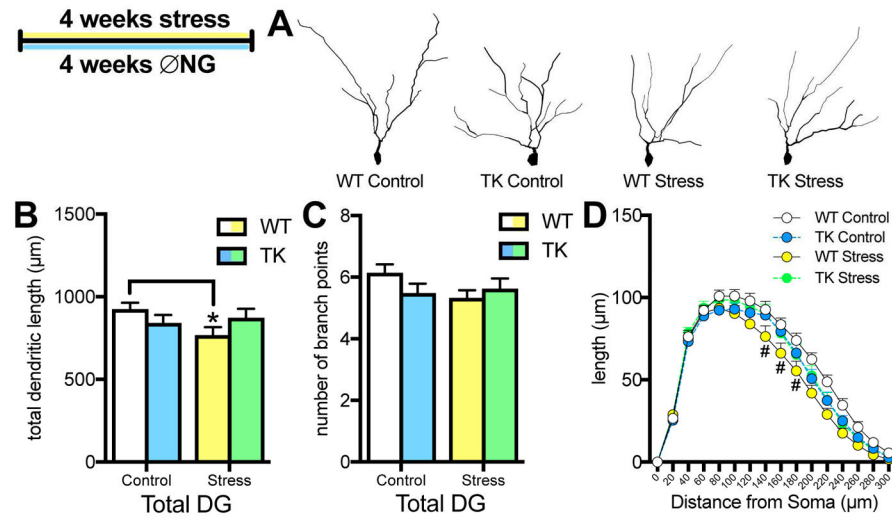 4 weeks stress
4 weeks ∅NG
A
WT Control
TK Control
WT Stress
TK Stress
B
total dendritic length (µm)
1500
1000
500
0
WT
TK
*
Control
Stress
Total DG
C
number of branch points
8
6
4
2
0
WT
TK
Control
Stress
Total DG
D
length (µm)
150
100
50
0
WT Control
TK Control
WT Stress
TK Stress
#
#
#
0 20 40 60 80 100 120 140 160 180 200 220 240 260 280 300
Distance from Soma (µm)